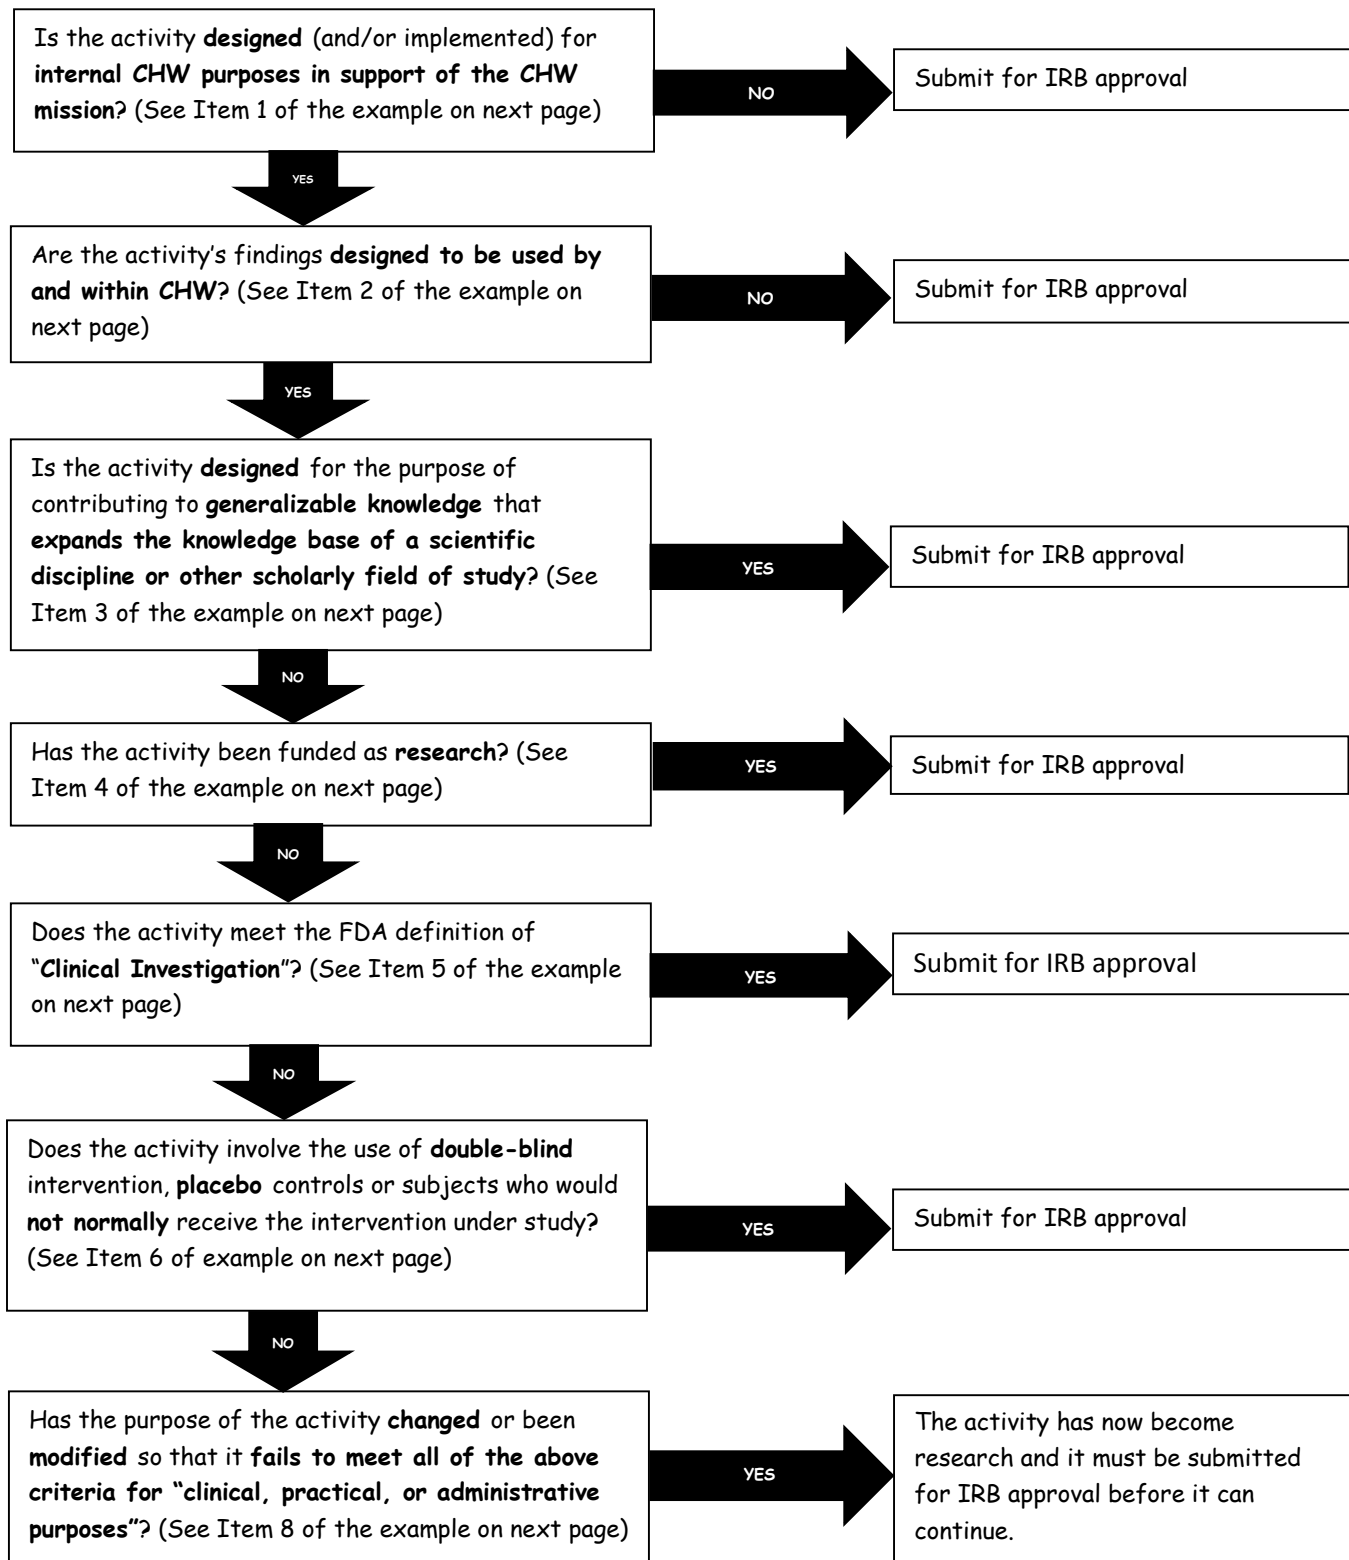 Is the activity designed (and/or implemented) for
internal CHW purposes in support of the CHW
mission? (See Item 1 of the example on next page)
NO
Submit for IRB approval
YES
Are the activity’s findings designed to be used by
and within CHW? (See Item 2 of the example on
next page)
NO
Submit for IRB approval
YES
Is the activity designed for the purpose of
contributing to generalizable knowledge that
expands the knowledge base of a scientific
discipline or other scholarly field of study? (See
Item 3 of the example on next page)
YES
Submit for IRB approval
NO
Has the activity been funded as research? (See
Item 4 of the example on next page)
YES
Submit for IRB approval
NO
Does the activity meet the FDA definition of
“Clinical Investigation”? (See Item 5 of the example
on next page)
YES
Submit for IRB approval
NO
Does the activity involve the use of double-blind
intervention, placebo controls or subjects who would
not normally receive the intervention under study?
(See Item 6 of example on next page)
YES
Submit for IRB approval
NO
Has the purpose of the activity changed or been
modified so that it fails to meet all of the above
criteria for “clinical, practical, or administrative
purposes”? (See Item 8 of the example on next page)
YES
The activity has now become
research and it must be submitted
for IRB approval before it can
continue.